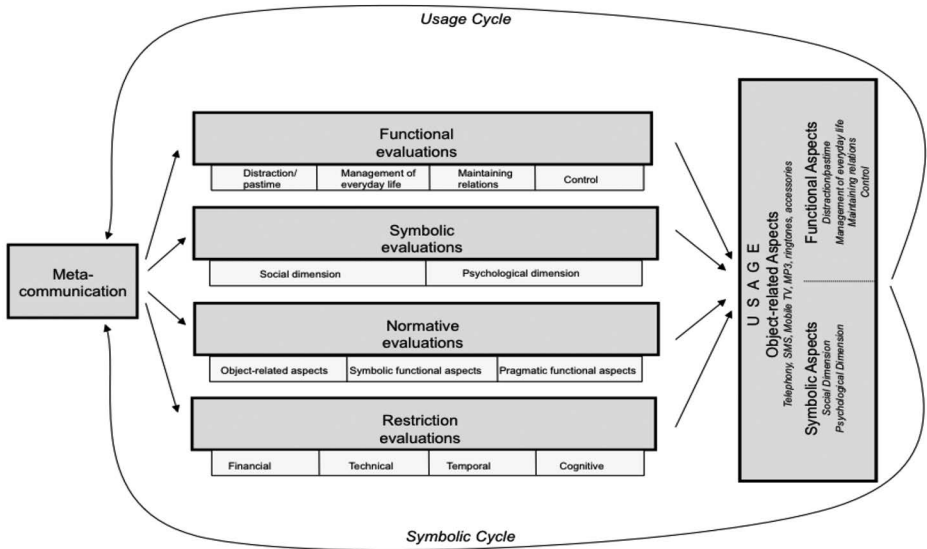 Usage Cycle
Meta-
communication
Functional
evaluations
Distraction/
pastime
Management of
everyday life
Maintaining
relations
Control
Symbolic
evaluations
Social dimension
Psychological dimension
Normative
evaluations
Object-related aspects
Symbolic functional aspects
Pragmatic functional aspects
Restriction
evaluations
Financial
Technical
Temporal
Cognitive
USAGE
Object-related Aspects
Telephony, SMS, Mobile TV, MP3, ringtones, accessories
Symbolic Aspects
Social Dimension
Psychological Dimension
Functional Aspects
Distraction/pastime
Management of everyday life
Maintaining relations
Control
Symbolic Cycle